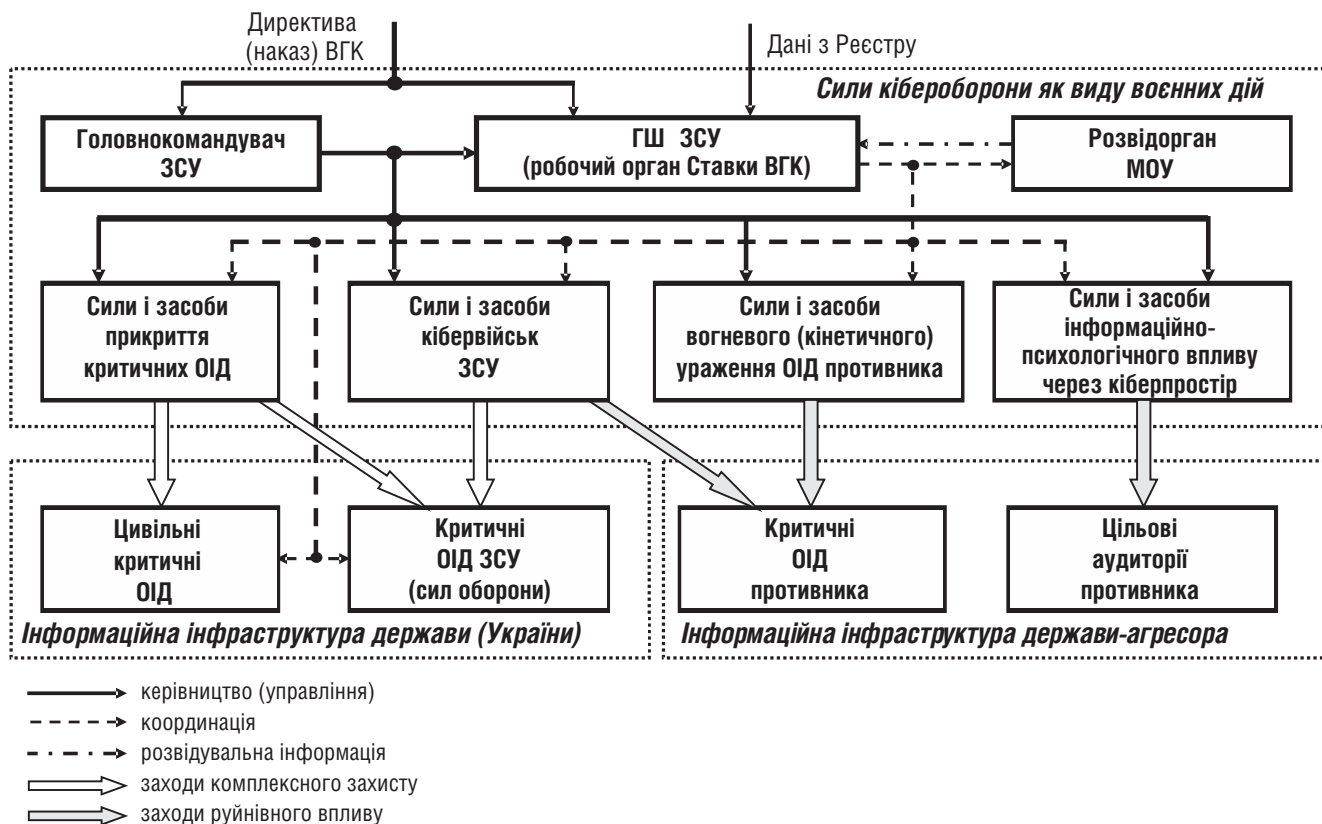 Директива
(наказ) ВГК
Дані з Реєстру
Сили кібероборони як виду воєнних дій
Головнокомандувач
ЗСУ
ГШ ЗСУ
(робочий орган Ставки ВГК)
Розвідорган
МОУ
Сили і засоби
прикриття
критичних ОІД
Сили і засоби
кібервійськ
ЗСУ
Сили і засоби
вогневого (кінетичного)
ураження ОІД противника
Сили і засоби
інформаційно-
психологічного впливу
через кіберпростір
Цивільні
критичні
ОІД
Критичні
ОІД ЗСУ
(сил оборони)
Критичні
ОІД
противника
Цільові
аудиторії
противника
Інформаційна інфраструктура держави (України)
Інформаційна інфраструктура держави-агресора
керівництво (управління)
координація
розвідувальна інформація
заходи комплексного захисту
заходи руйнівного впливу